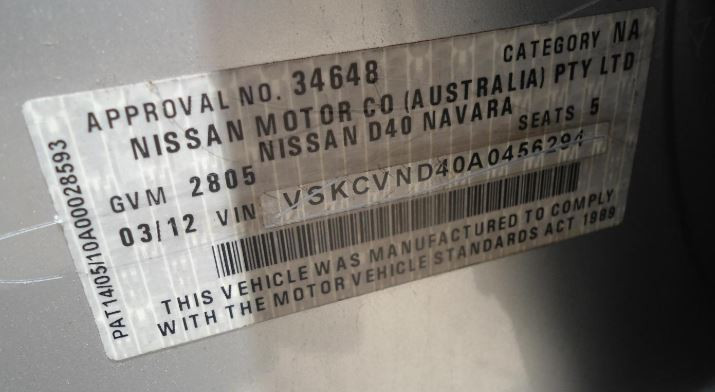 APPROVAL NO. 34648 CATEGORY NA
NISSAN MOTOR CO (AUSTRALIA) PTY LTD
NISSAN D40 NAVARA
GVM 2805 SEATS 5
03/12 VIN VSKCVND40A0456294
THIS VEHICLE WAS MANUFACTURED TO COMPLY
WITH THE MOTOR VEHICLE STANDARDS ACT 1989
PAT14/05/10A00028593